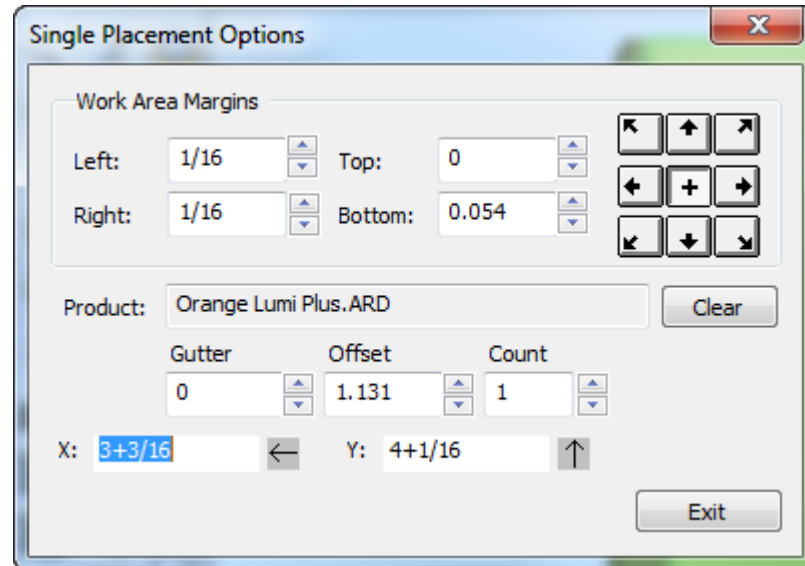 Single Placement Options
Work Area Margins
Left: 1/16 Top: 0
Right: 1/16 Bottom: 0.054
Product: Orange Lumi Plus.ARD Clear
Gutter Offset Count
0 1.131 1
X: 3+3/16 Y: 4+1/16
Exit